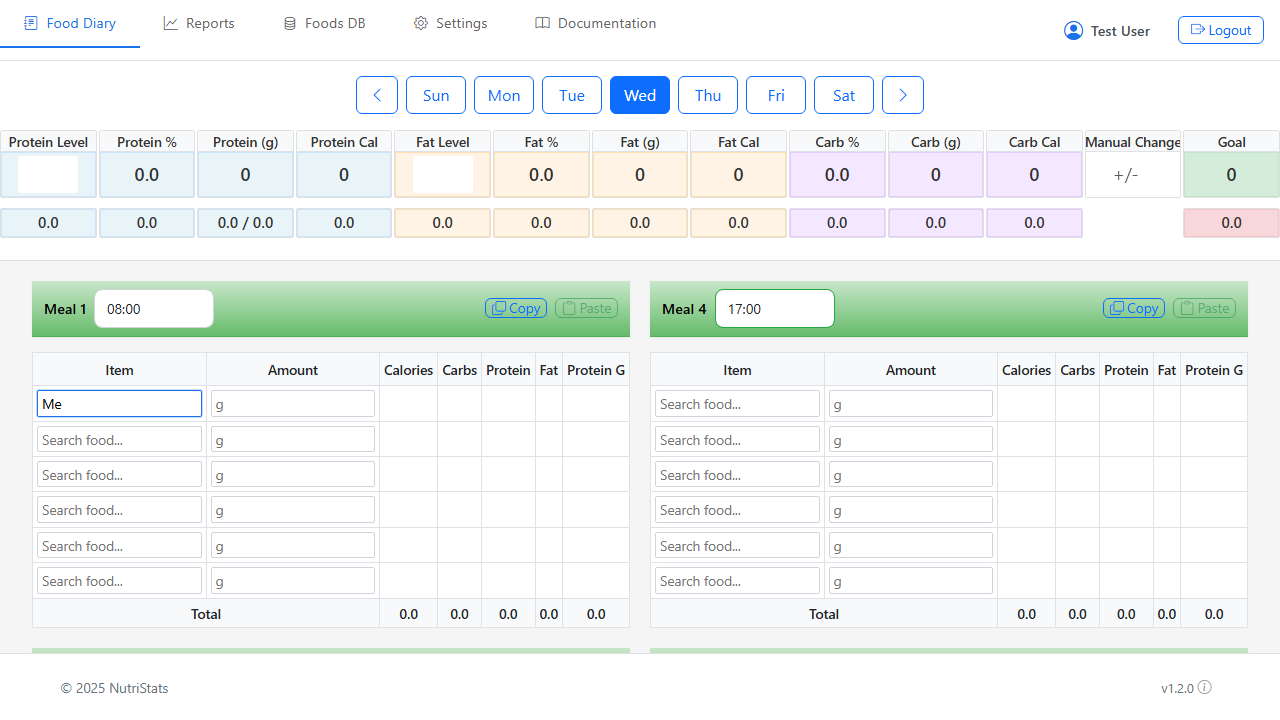 Food Diary Reports Foods DB Settings Documentation Test User Logout
Sun Mon Tue Wed Thu Fri Sat
Protein Level Protein % Protein (g) Protein Cal Fat Level Fat % Fat (g) Fat Cal Carb % Carb (g) Carb Cal Manual Change Goal
0.0 0 0 0.0 0 0 0.0 0 0 +/- 0
0.0 0.0 0.0 / 0.0 0.0 0.0 0.0 0.0 0.0 0.0 0.0 0.0 0.0
Meal 1 08:00 Copy Paste
Item Amount Calories Carbs Protein Fat Protein G
Me g
Search food... g
Search food... g
Search food... g
Search food... g
Search food... g
Total 0.0 0.0 0.0 0.0 0.0
Meal 4 17:00 Copy Paste
Item Amount Calories Carbs Protein Fat Protein G
Search food... g
Search food... g
Search food... g
Search food... g
Search food... g
Search food... g
Total 0.0 0.0 0.0 0.0 0.0
© 2025 NutriStats v1.2.0